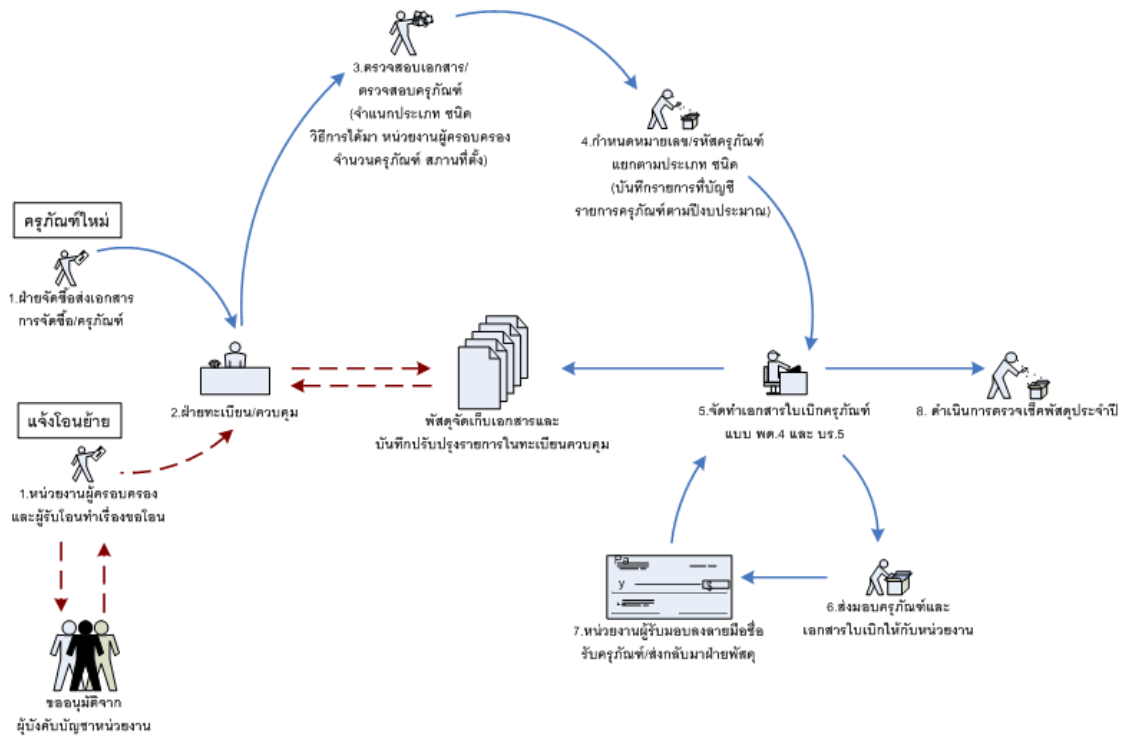 3.ตรวจสอบเอกสาร/
ตรวจสอบครุภัณฑ์
(จำแนกประเภท ชนิด
วิธีการได้มา หน่วยงานผู้ครอบครอง
จำนวนครุภัณฑ์ สถานที่ตั้ง)
4.กำหนดหมายเลข/รหัสครุภัณฑ์
แยกตามประเภท ชนิด
(บันทึกรายการที่บัญชี
รายการครุภัณฑ์ตามปีงบประมาณ)
ครุภัณฑ์ใหม่
1.ฝ่ายจัดซื้อส่งเอกสาร
การจัดซื้อ/ครุภัณฑ์
2.ฝ่ายทะเบียน/ควบคุม
พัสดุจัดเก็บเอกสารและ
บันทึกปรับปรุงรายการในทะเบียนควบคุม
5.จัดทำเอกสารใบเบิกครุภัณฑ์
แบบ พด.4 และ บร.5
8. ดำเนินการตรวจเช็คพัสดุประจำปี
แจ้งโอนย้าย
1.หน่วยงานผู้ครอบครอง
และผู้รับโอนทำเรื่องขอโอน
Pa
y
$
7.หน่วยงานผู้รับมอบลงลายมือชื่อ
รับครุภัณฑ์/ส่งกลับมาฝ่ายพัสดุ
6.ส่งมอบครุภัณฑ์และ
เอกสารใบเบิกให้กับหน่วยงาน
ขออนุมัติจาก
ผู้บังคับบัญชาหน่วยงาน